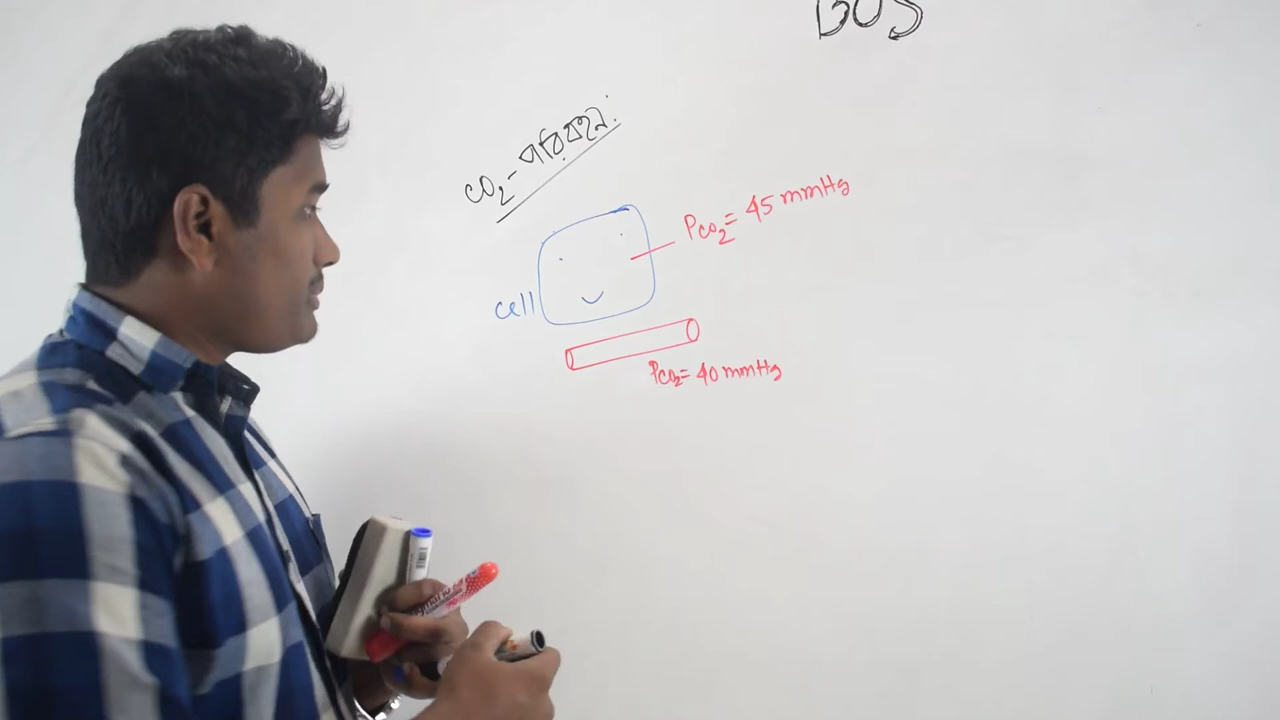 BOS
CO₂-পরিবহন:
PCO₂ = 45 mmHg
cell
PCO₂ = 40 mmHg